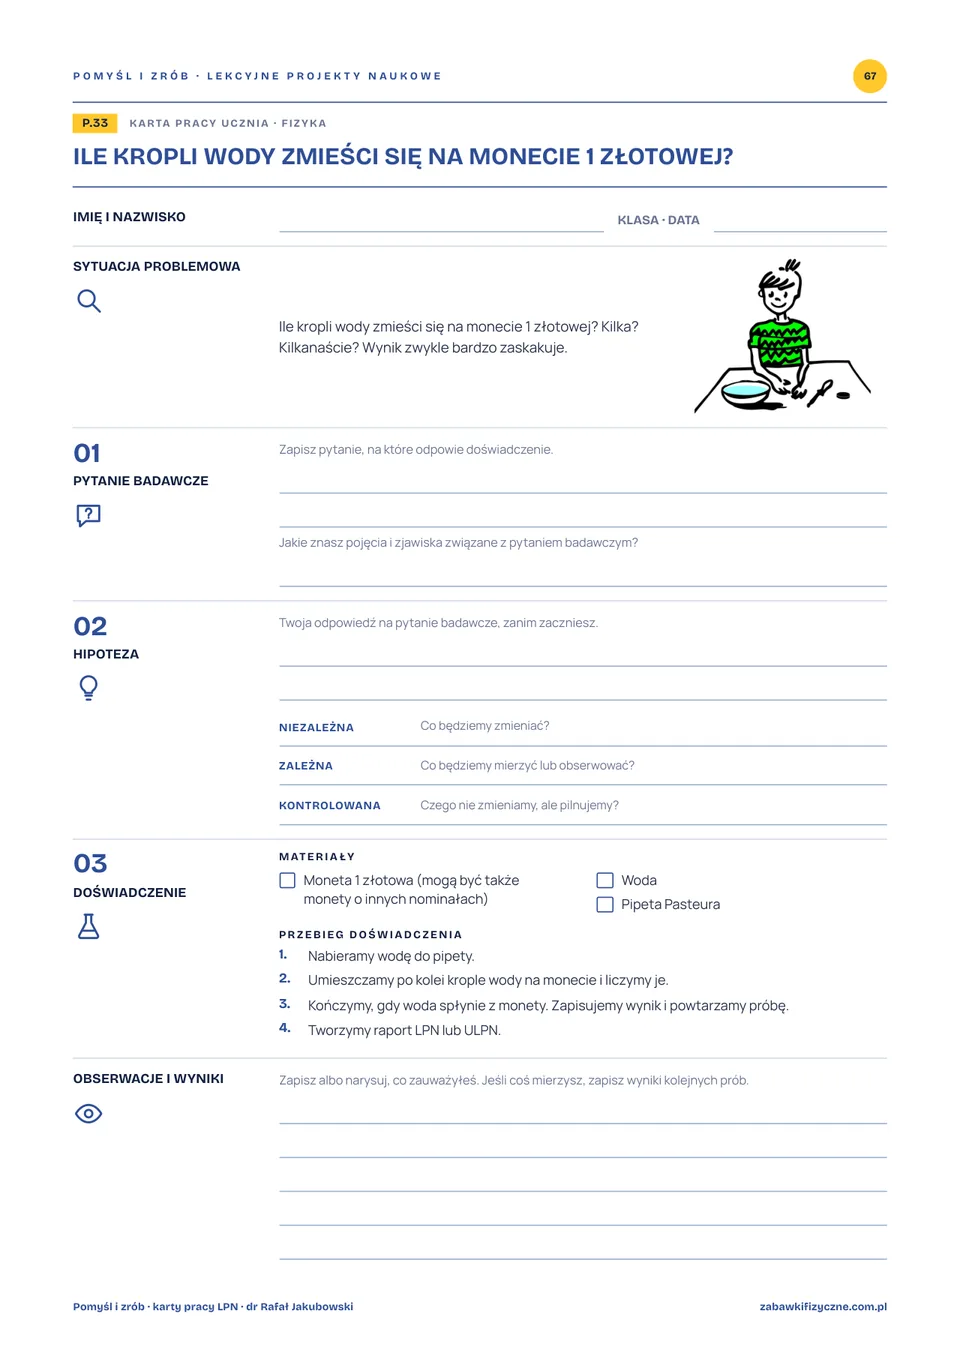 POMYŚL I ZRÓB · LEKCYJNE PROJEKTY NAUKOWE
67
P.33 KARTA PRACY UCZNIA · FIZYKA
ILE KROPLI WODY ZMIEŚCI SIĘ NA MONECIE 1 ZŁOTOWEJ?
IMIĘ I NAZWISKO
KLASA · DATA
SYTUACJA PROBLEMOWA
Ile kropli wody zmieści się na monecie 1 złotowej? Kilka?
Kilkanaście? Wynik zwykle bardzo zaskakuje.
01
PYTANIE BADAWCZE
Zapisz pytanie, na które odpowie doświadczenie.
Jakie znasz pojęcia i zjawiska związane z pytaniem badawczym?
02
HIPOTEZA
Twoja odpowiedź na pytanie badawcze, zanim zaczniesz.
NIEZALEŻNA Co będziemy zmieniać?
ZALEŻNA Co będziemy mierzyć lub obserwować?
KONTROLOWANA Czego nie zmieniamy, ale pilnujemy?
03
DOŚWIADCZENIE
MATERIAŁY
Moneta 1 złotowa (mogą być także
monety o innych nominałach)
Woda
Pipeta Pasteura
PRZEBIEG DOŚWIADCZENIA
1. Nabieramy wodę do pipety.
2. Umieszczamy po kolei krople wody na monecie i liczymy je.
3. Kończymy, gdy woda spłynie z monety. Zapisujemy wynik i powtarzamy próbę.
4. Tworzymy raport LPN lub ULPN.
OBSERWACJE I WYNIKI
Zapisz albo narysuj, co zauważyłeś. Jeśli coś mierzysz, zapisz wyniki kolejnych prób.
Pomyśl i zrób · karty pracy LPN · dr Rafał Jakubowski
zabawkifizyczne.com.pl